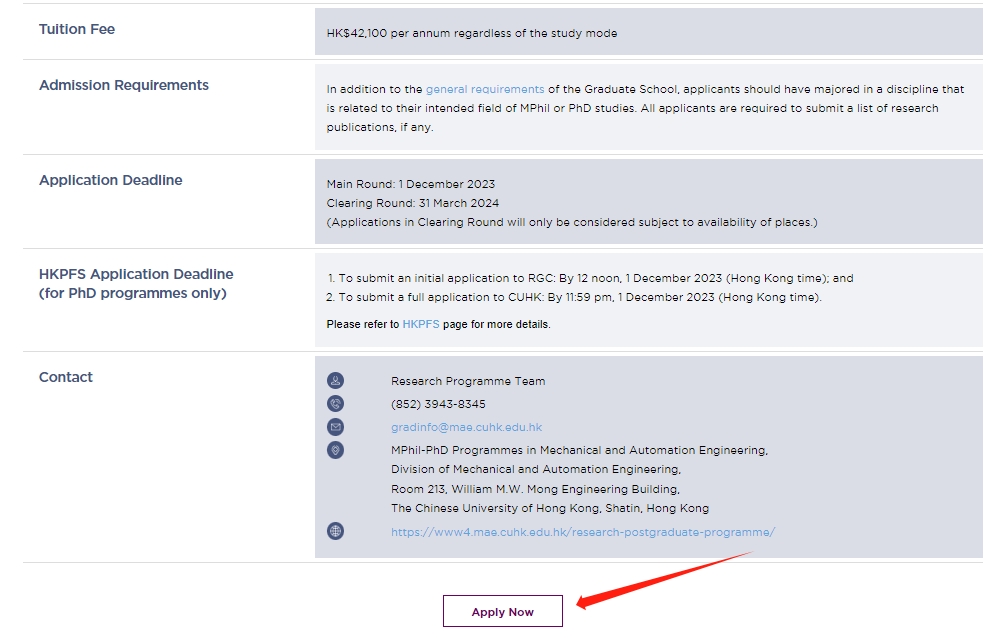 Tuition Fee
HK$42,100 per annum regardless of the study mode
Admission Requirements
In addition to the general requirements of the Graduate School, applicants should have majored in a discipline that
is related to their intended field of MPhil or PhD studies. All applicants are required to submit a list of research
publications, if any.
Application Deadline
Main Round: 1 December 2023
Clearing Round: 31 March 2024
(Applications in Clearing Round will only be considered subject to availability of places.)
HKPFS Application Deadline
(for PhD programmes only)
1. To submit an initial application to RGC: By 12 noon, 1 December 2023 (Hong Kong time); and
2. To submit a full application to CUHK: By 11:59 pm, 1 December 2023 (Hong Kong time).
Please refer to HKPFS page for more details.
Contact
Research Programme Team
(852) 3943-8345
gradinfo@mae.cuhk.edu.hk
MPhil-PhD Programmes in Mechanical and Automation Engineering,
Division of Mechanical and Automation Engineering,
Room 213, William M.W. Mong Engineering Building,
The Chinese University of Hong Kong, Shatin, Hong Kong
https://www4.mae.cuhk.edu.hk/research-postgraduate-programme/
Apply Now